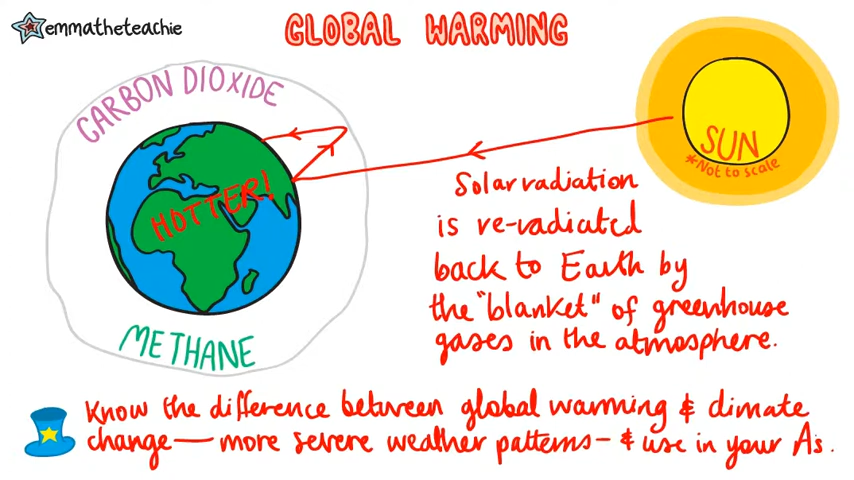 emmatheteachie
GLOBAL WARMING
CARBON DIOXIDE
HOTTER!
METHANE
SUN
*Not to scale
Solar radiation
is re-radiated
back to Earth by
the "blanket" of greenhouse
gases in the atmosphere.
Know the difference between global warming & climate
change — more severe weather patterns — & use in your A's.